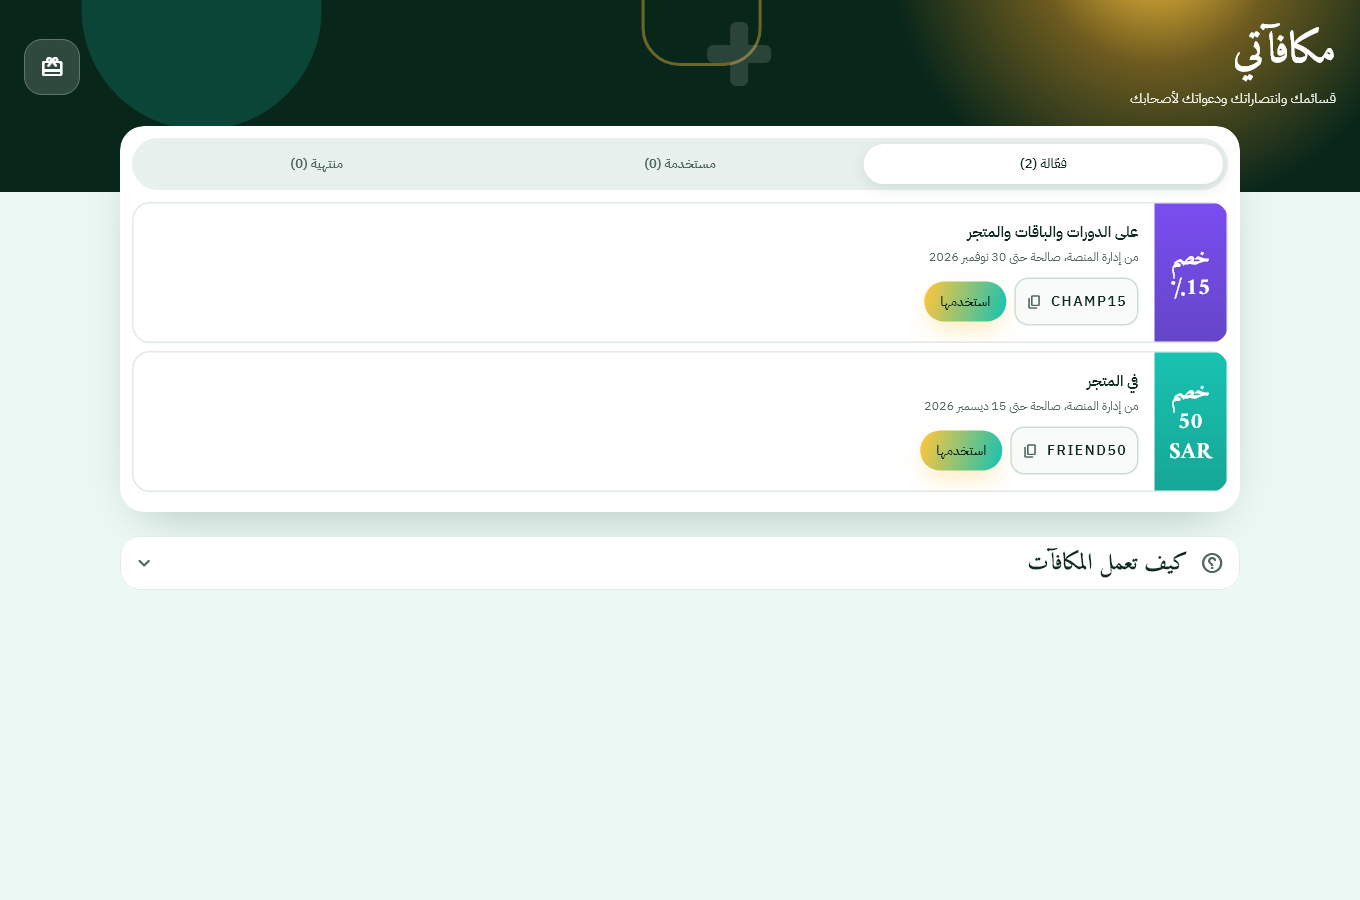 مكافآتي
قسائمك وانتصاراتك ودعواتك لأصحابك
فعّالة (2)
مستخدمة (0)
منتهية (0)
خصم
15٪
على الدورات والباقات والمتجر
من إدارة المنصة، صالحة حتى 30 نوفمبر 2026
CHAMP15
استخدمها
خصم
50
SAR
في المتجر
من إدارة المنصة، صالحة حتى 15 ديسمبر 2026
FRIEND50
استخدمها
كيف تعمل المكافآت